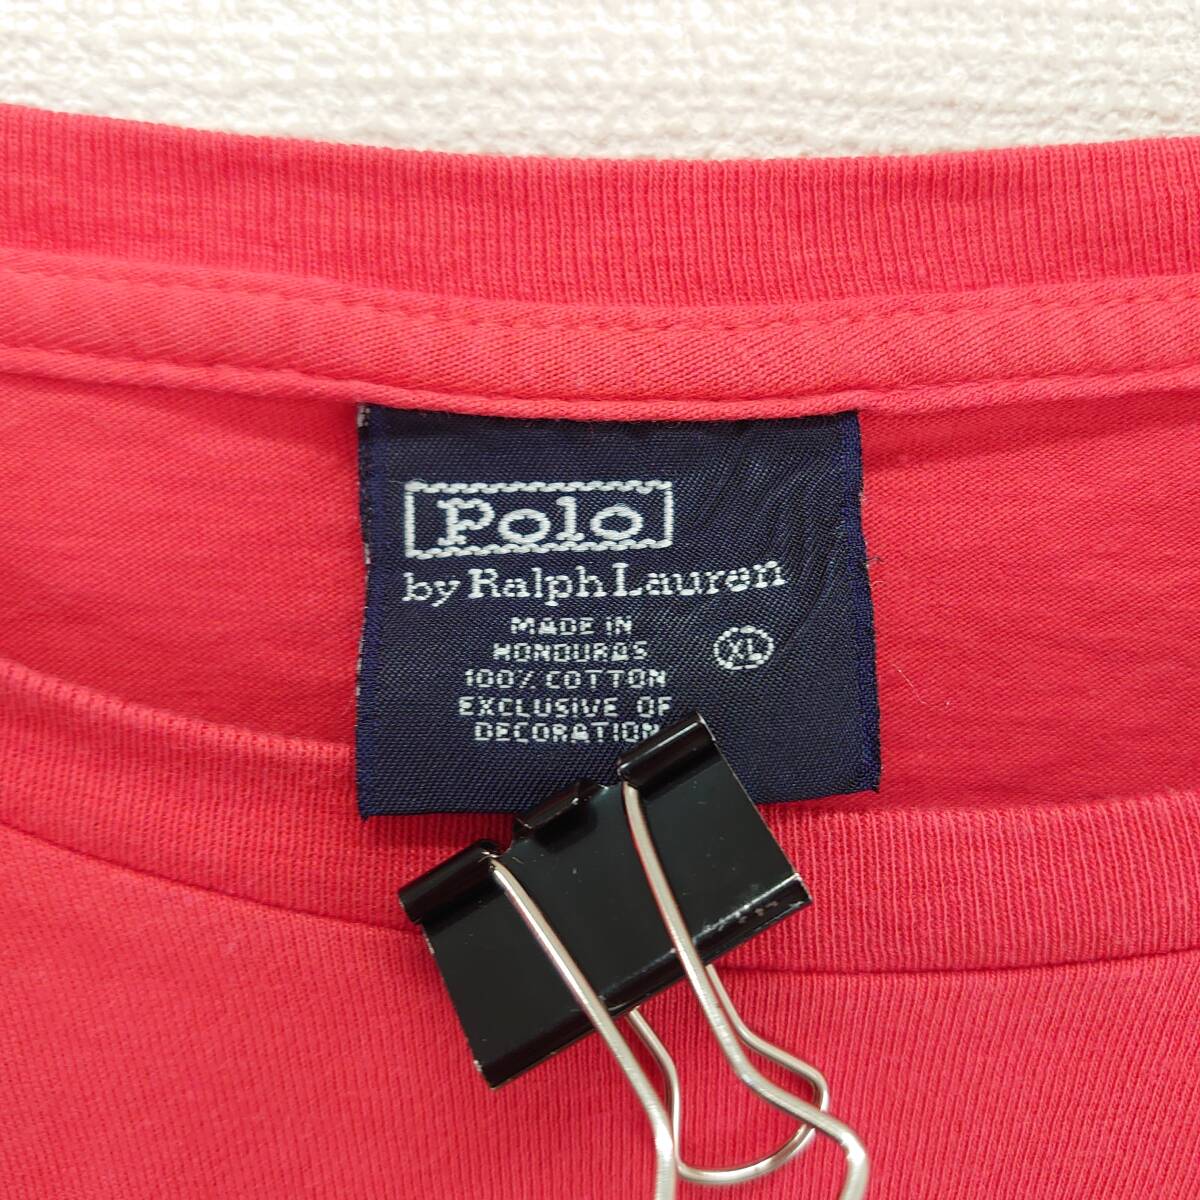 Polo
by Ralph Lauren
MADE IN
HONDURAS
XL
100% COTTON
EXCLUSIVE OF
DECORATION